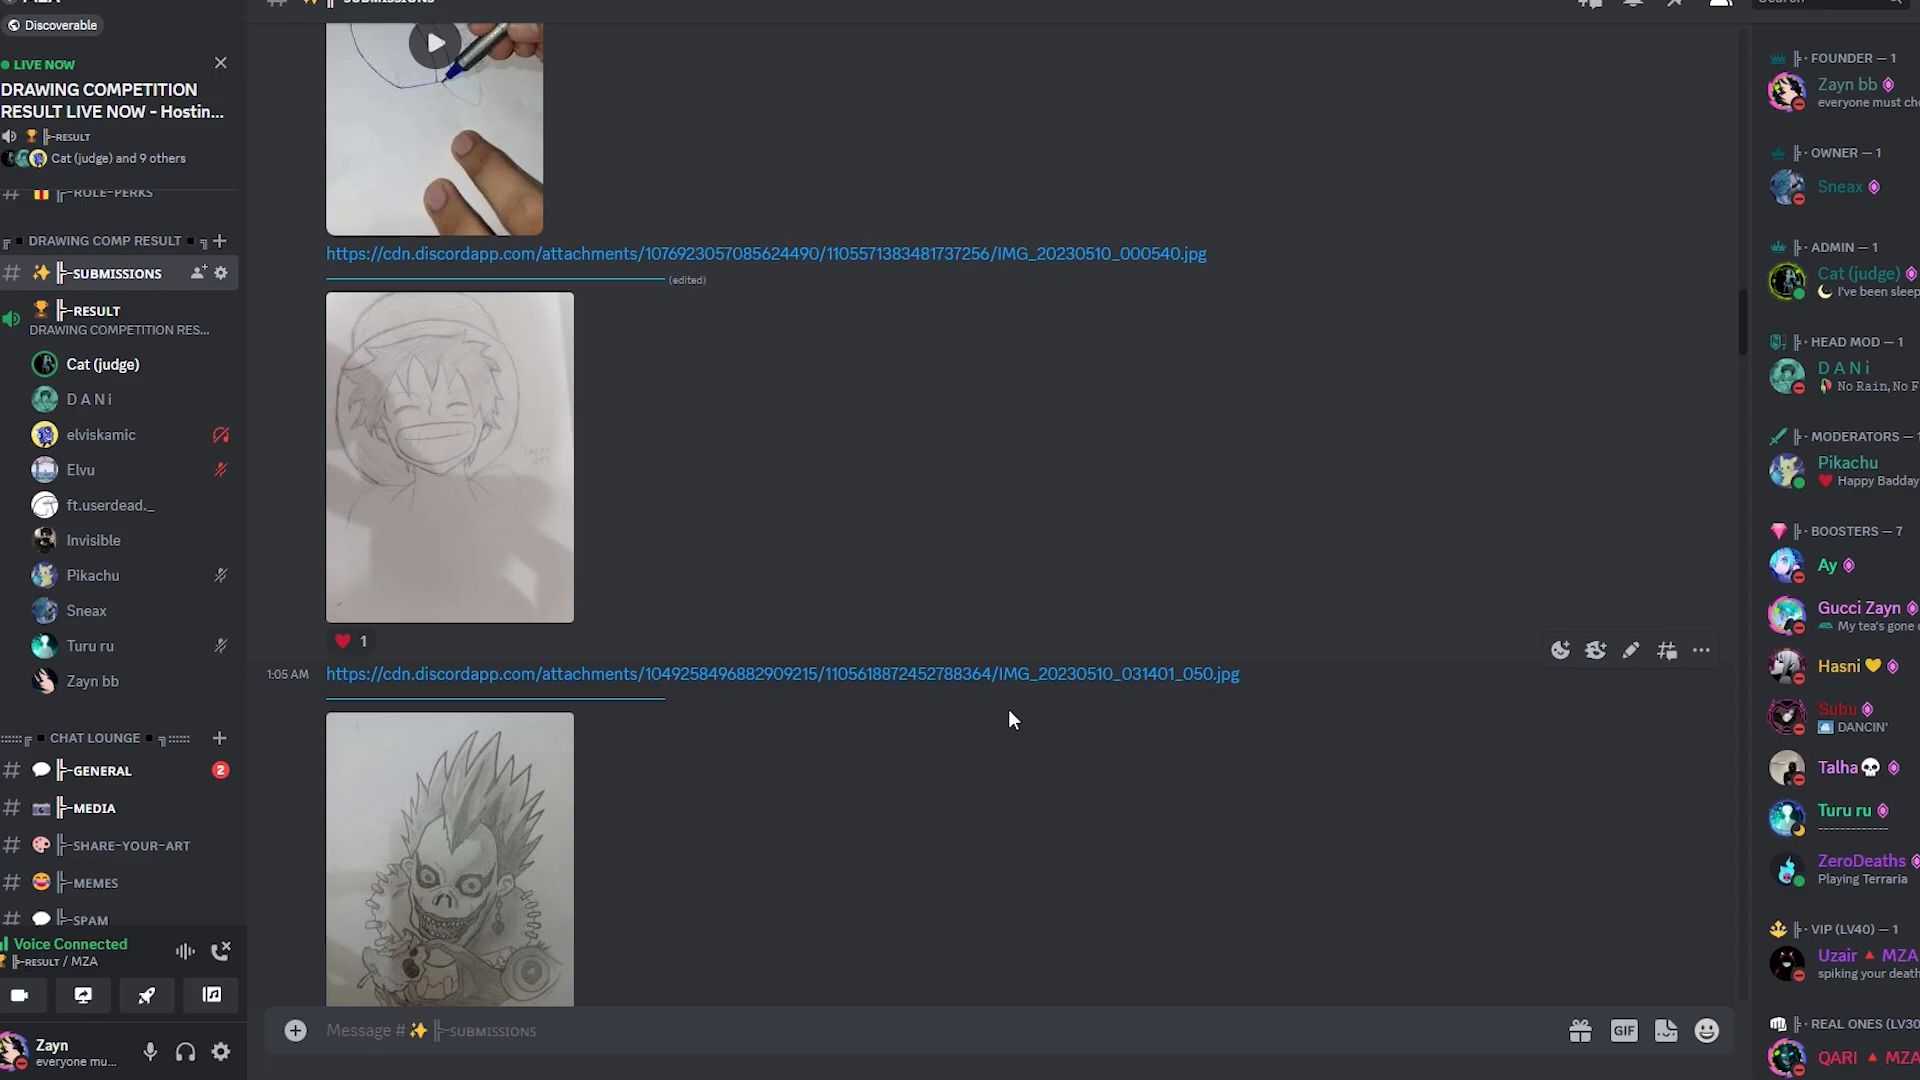 Discoverable
LIVE NOW
DRAWING COMPETITION
RESULT LIVE NOW - Hostin...
RESULT
Cat (judge) and 9 others
ROLE-PERKS
DRAWING COMP RESULT
SUBMISSIONS
RESULT
DRAWING COMPETITION RES...
Cat (judge)
D A N i
elviskamic
Elvu
ft.userdead._
Invisible
Pikachu
Sneax
Turu ru
Zayn bb
CHAT LOUNGE
GENERAL
2
MEDIA
SHARE-YOUR-ART
MEMES
SPAM
Voice Connected
RESULT / MZA
Zayn
everyone mu...
https://cdn.discordapp.com/attachments/1076923057085624490/1105571383481737256/IMG_20230510_000540.jpg
(edited)
1
1:05 AM
https://cdn.discordapp.com/attachments/1049258496882909215/1105618872452788364/IMG_20230510_031401_050.jpg
Message # SUBMISSIONS
GIF
FOUNDER — 1
Zayn bb
everyone must cho
OWNER — 1
Sneax
ADMIN — 1
Cat (judge)
I've been sleep
HEAD MOD — 1
D A N i
No Rain, No F
MODERATORS — 1
Pikachu
Happy Badday
BOOSTERS — 7
Ay
Gucci Zayn
My tea's gone c
Hasni
Subu
DANCIN'
Talha
Turu ru
-------------
ZeroDeaths
Playing Terraria
VIP (LV40) — 1
Uzair MZA
spiking your death
REAL ONES (LV30
QARI MZA